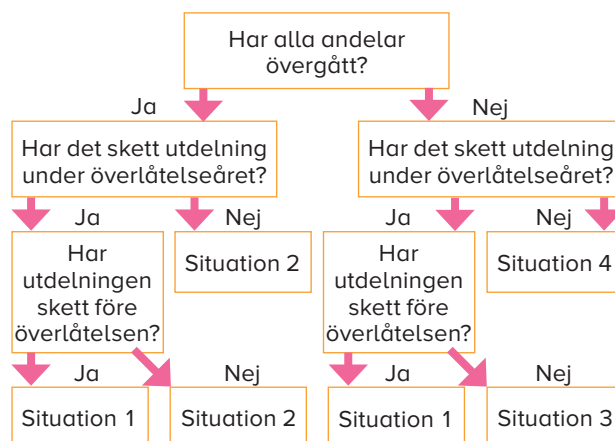 Har alla andelar
övergått?
Ja
Nej
Har det skett utdelning
under överlåtelseåret?
Har det skett utdelning
under överlåtelseåret?
Ja
Nej
Ja
Nej
Har
utdelningen
skett före
överlåtelsen?
Situation 2
Har
utdelningen
skett före
överlåtelsen?
Situation 4
Ja
Nej
Ja
Nej
Situation 1
Situation 2
Situation 1
Situation 3